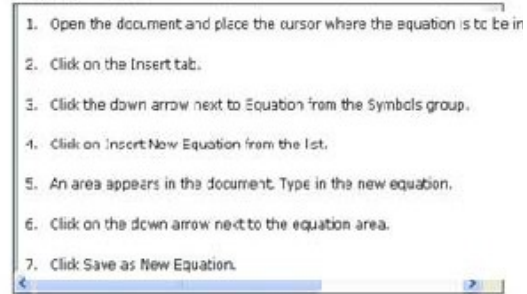 1. Open the document and place the cursor where the equation is to be in
2. Click on the Insert tab.
3. Click the down arrow next to Equation from the Symbols group.
4. Click on Insert New Equation from the list.
5. An area appears in the document. Type in the new equation.
6. Click on the down arrow next to the equation area.
7. Click Save as New Equation.